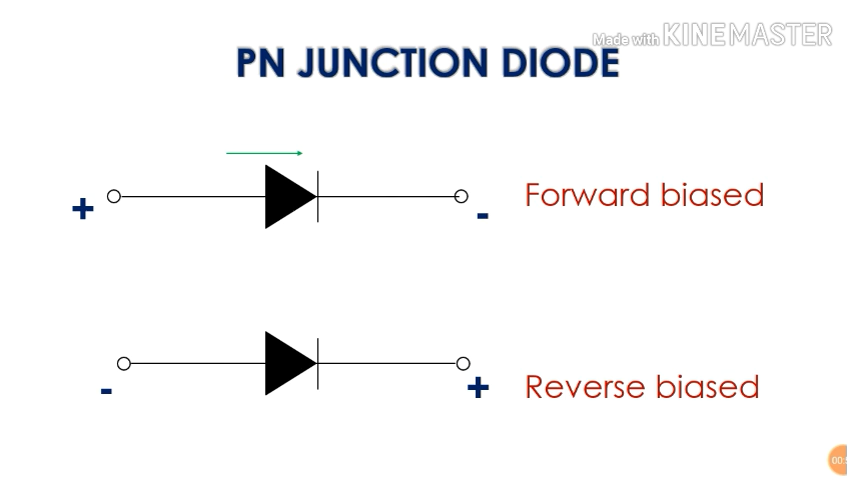 Made with KINEMASTER
PN JUNCTION DIODE
+
-
Forward biased
-
+
Reverse biased